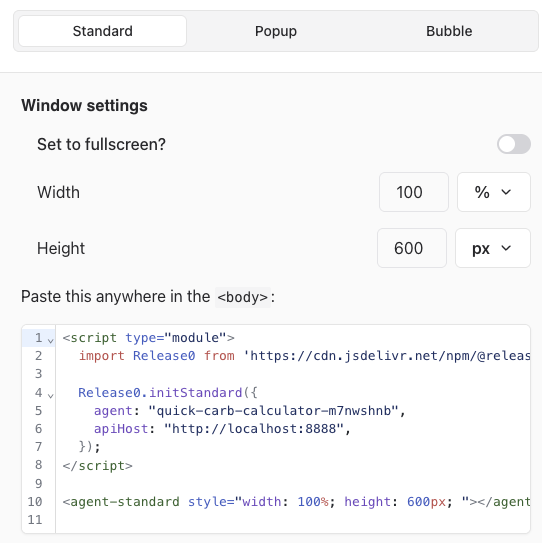 Standard Popup Bubble
Window settings
Set to fullscreen?
Width 100 %
Height 600 px
Paste this anywhere in the <body>:
1 <script type="module">
2 import Release0 from 'https://cdn.jsdelivr.net/npm/@releas
3
4 Release0.initStandard({
5 agent: "quick-carb-calculator-m7nwshnb",
6 apiHost: "http://localhost:8888",
7 });
8 </script>
9
10 <agent-standard style="width: 100%; height: 600px; "></agent
11